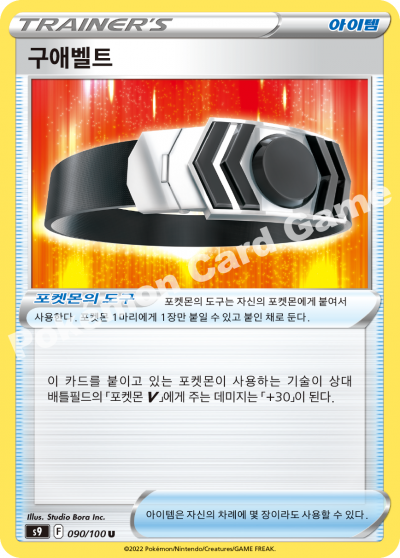 TRAINER'S
아이템
구애벨트
포켓몬의 도구 포켓몬의 도구는 자신의 포켓몬에게 붙여서
사용한다. 포켓몬 1마리에게 1장만 붙일 수 있고 붙인 채로 둔다.
이 카드를 붙이고 있는 포켓몬이 사용하는 기술이 상대
배틀필드의 「포켓몬 V」에게 주는 데미지는 「+30」이 된다.
Pokémon Card Game
Illus. Studio Bora Inc.
아이템은 자신의 차례에 몇 장이라도 사용할 수 있다.
s9 F 090/100 U
©2022 Pokémon/Nintendo/Creatures/GAME FREAK.